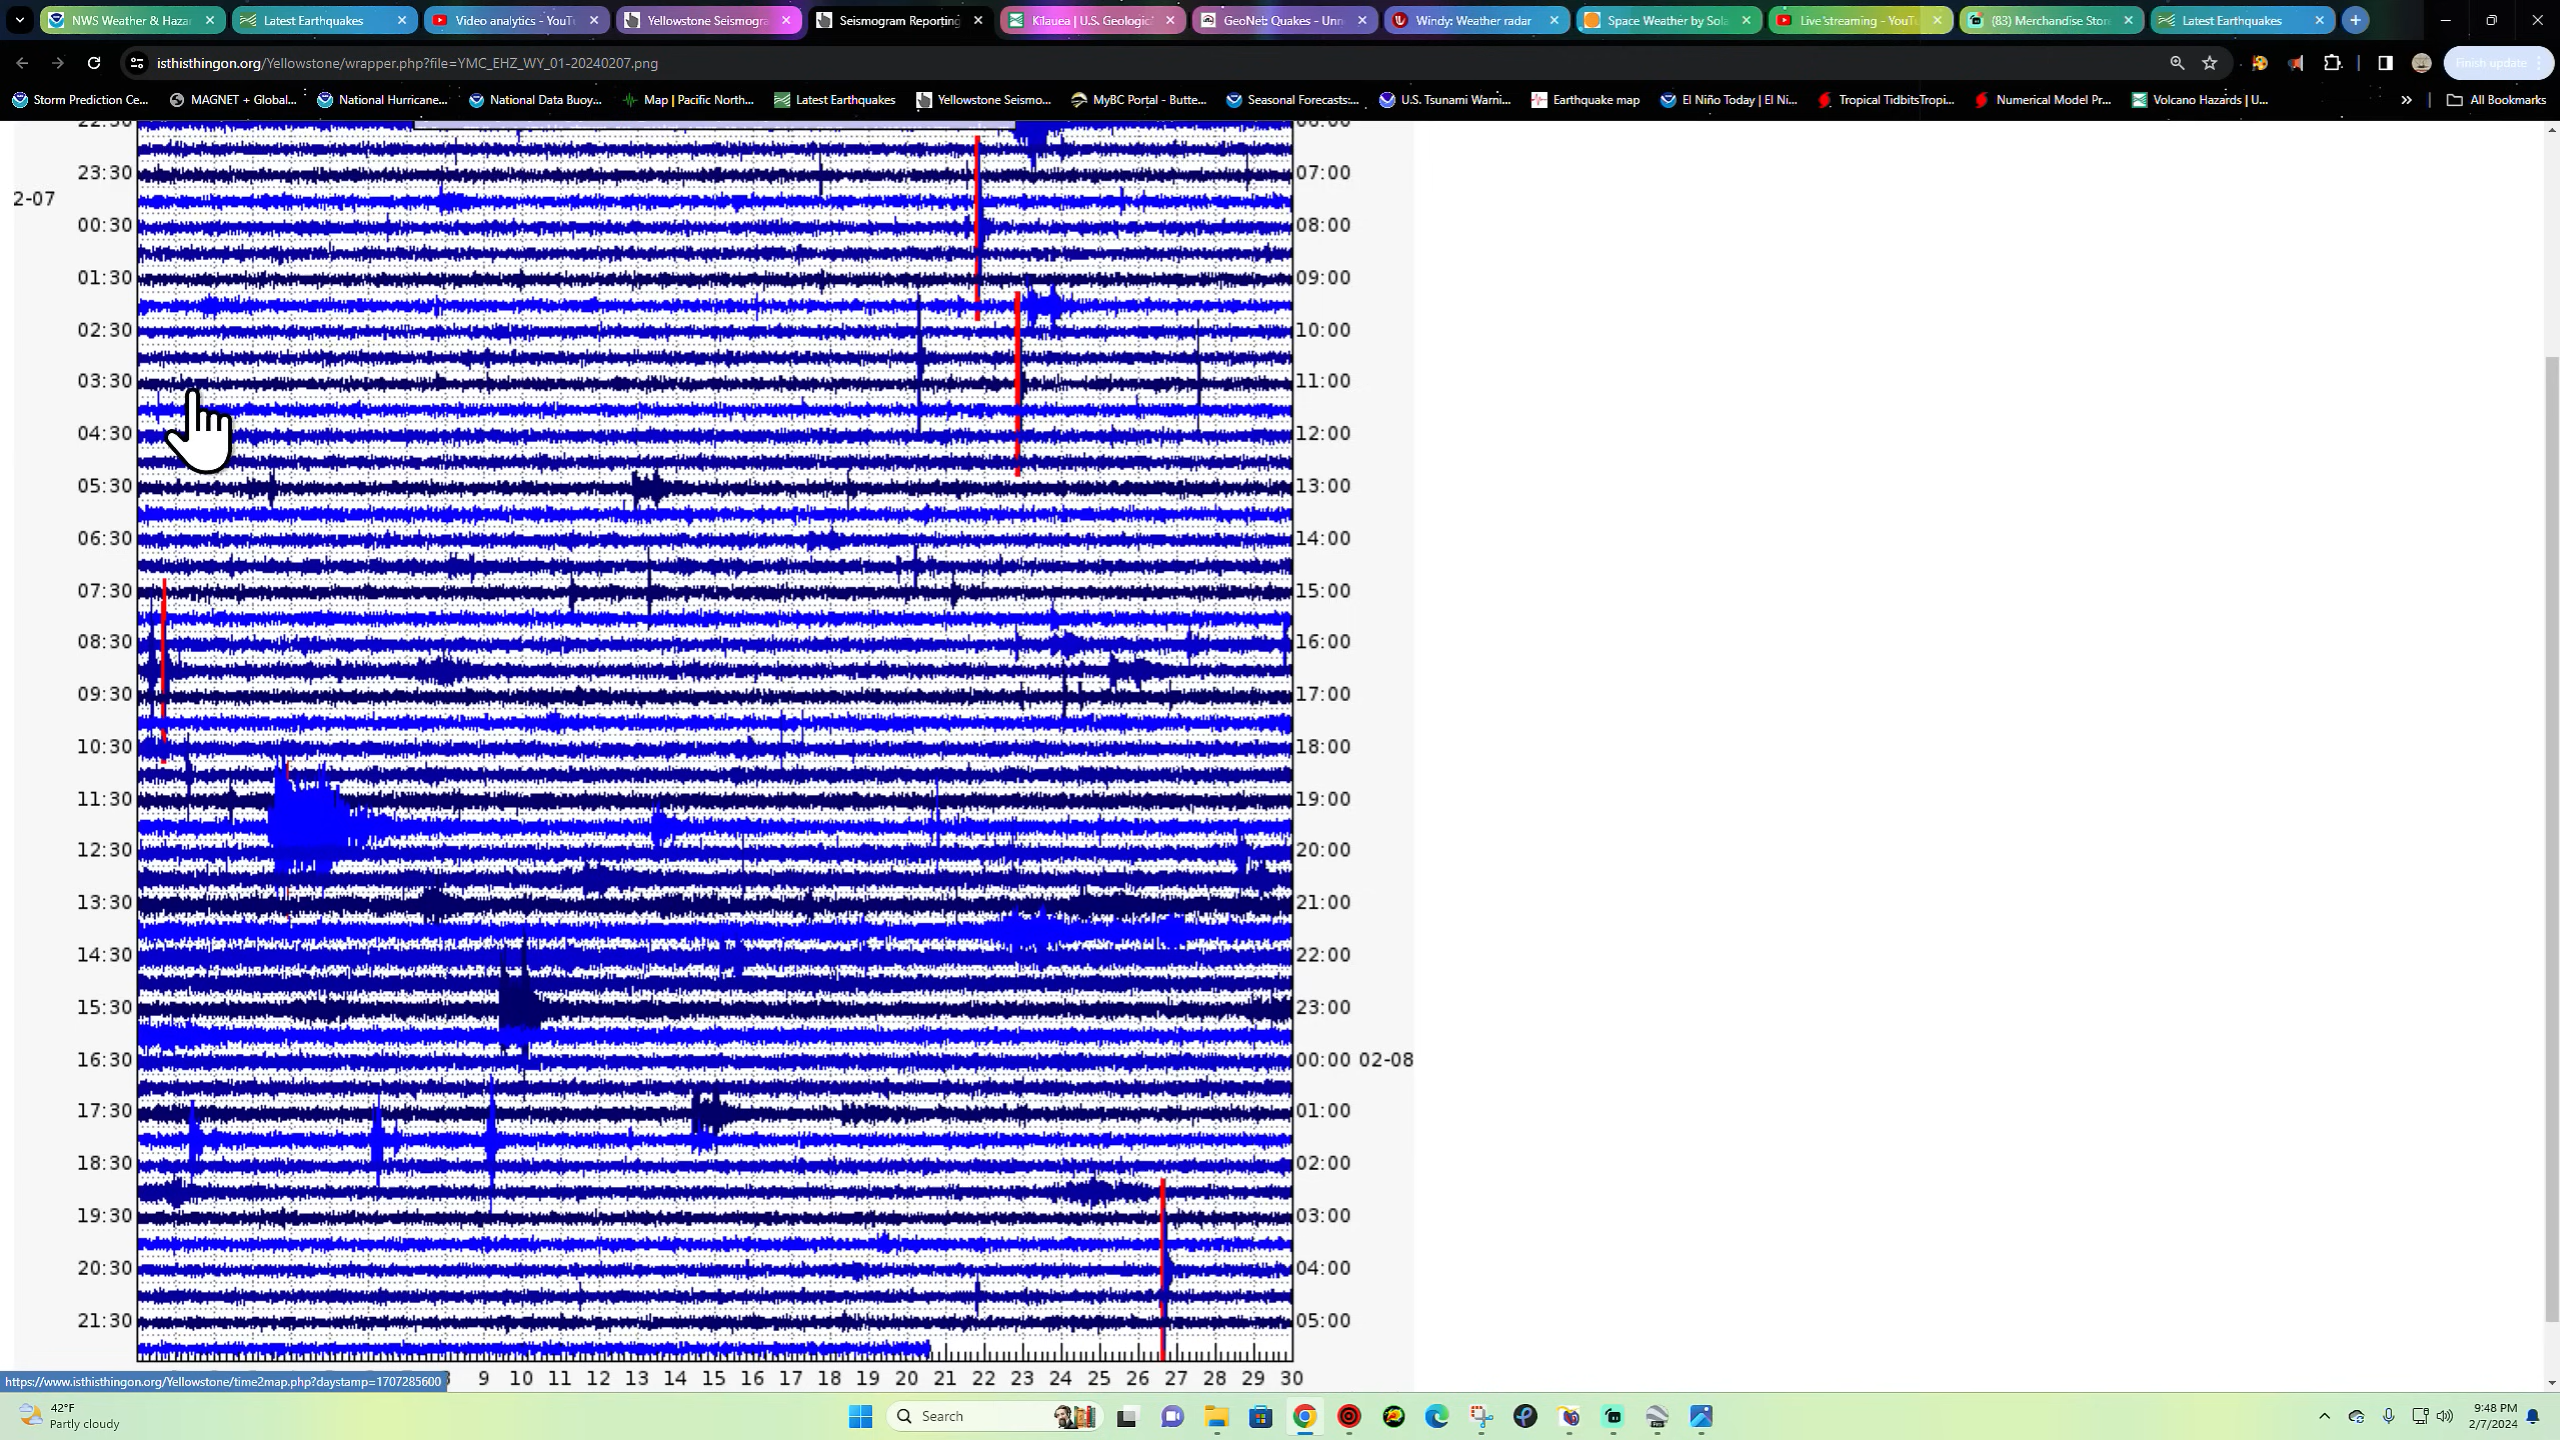 NWS Weather & Hazar
Latest Earthquakes
Video analytics - YouTu
Yellowstone Seismogra
Seismogram Reporting
Kilauea | U.S. Geologic
GeoNet: Quakes - Unn
Windy: Weather radar
Space Weather by Sola
Live streaming - YouTu
(83) Merchandise Stor
Latest Earthquakes
isthisthingon.org/Yellowstone/wrapper.php?file=YMC_EHZ_WY_01-20240207.png
Finish update
Storm Prediction Ce...
MAGNET + Global...
National Hurricane...
National Data Buoy...
Map | Pacific North...
Latest Earthquakes
Yellowstone Seismo...
MyBC Portal - Butte...
Seasonal Forecasts:...
U.S. Tsunami Warni...
Earthquake map
El Niño Today | El Ni...
Tropical TidbitsTropi...
Numerical Model Pr...
Volcano Hazards | U...
All Bookmarks
22:30 06:00
23:30 07:00
2-07
00:30 08:00
01:30 09:00
02:30 10:00
03:30 11:00
04:30 12:00
05:30 13:00
06:30 14:00
07:30 15:00
08:30 16:00
09:30 17:00
10:30 18:00
11:30 19:00
12:30 20:00
13:30 21:00
14:30 22:00
15:30 23:00
16:30 00:00 02-08
17:30 01:00
18:30 02:00
19:30 03:00
20:30 04:00
21:30 05:00
9 10 11 12 13 14 15 16 17 18 19 20 21 22 23 24 25 26 27 28 29 30
https://www.isthisthingon.org/Yellowstone/time2map.php?daystamp=1707285600
42°F
Partly cloudy
Search
9:48 PM
2/7/2024